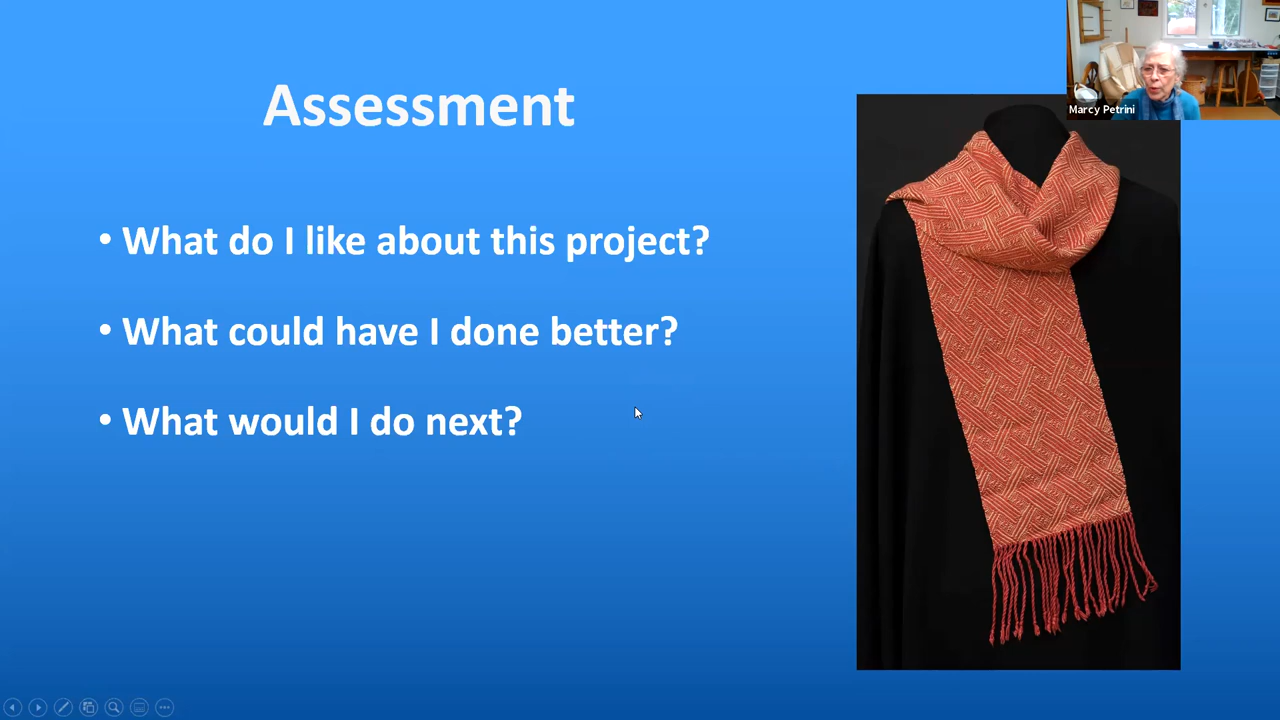 Assessment
Marcy Petrini
• What do I like about this project?
• What could have I done better?
• What would I do next?